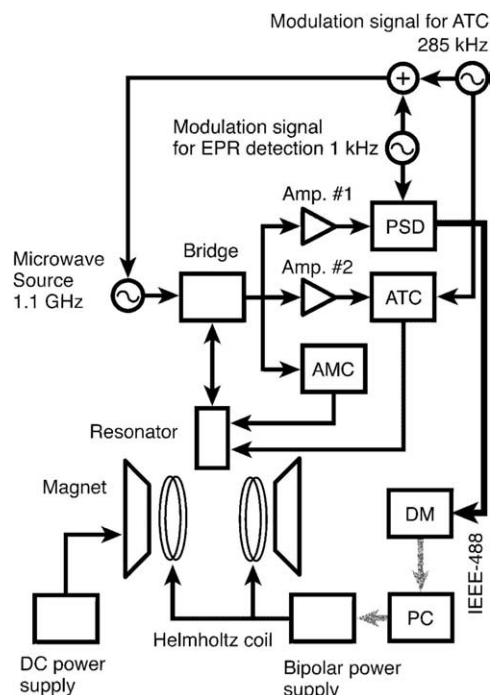 Modulation signal for ATC
285 kHz
+
Modulation signal
for EPR detection 1 kHz
Amp. #1
PSD
Bridge
Microwave
Source
1.1 GHz
Amp. #2
ATC
AMC
Resonator
Magnet
DM
IEEE-488
PC
Helmholtz coil
DC power
supply
Bipolar power
supply